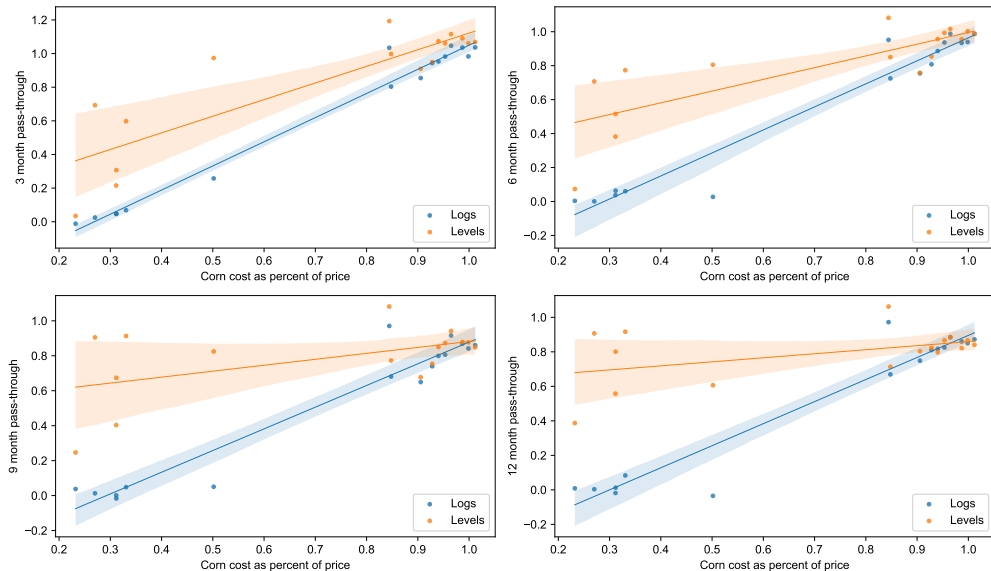 3 month pass-through
1.2
1.0
0.8
0.6
0.4
0.2
0.0
0.2 0.3 0.4 0.5 0.6 0.7 0.8 0.9 1.0
Corn cost as percent of price
Logs
Levels
6 month pass-through
1.0
0.8
0.6
0.4
0.2
0.0
−0.2
0.2 0.3 0.4 0.5 0.6 0.7 0.8 0.9 1.0
Corn cost as percent of price
Logs
Levels
9 month pass-through
1.0
0.8
0.6
0.4
0.2
0.0
−0.2
0.2 0.3 0.4 0.5 0.6 0.7 0.8 0.9 1.0
Corn cost as percent of price
Logs
Levels
12 month pass-through
1.0
0.8
0.6
0.4
0.2
0.0
−0.2
0.2 0.3 0.4 0.5 0.6 0.7 0.8 0.9 1.0
Corn cost as percent of price
Logs
Levels